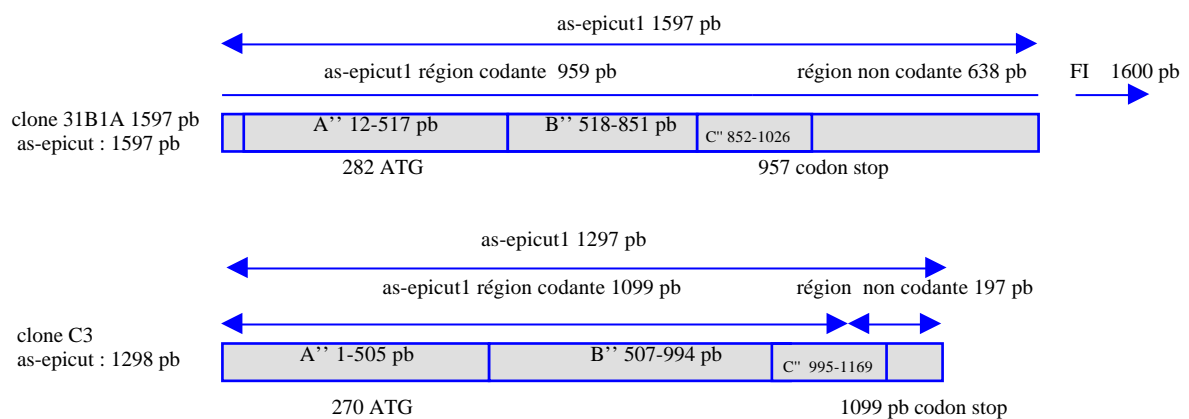 as-epicut1 1597 pb
as-epicut1 région codante 959 pb
région non codante 638 pb
FI 1600 pb
clone 31B1A 1597 pb
as-epicut : 1597 pb
A’’ 12-517 pb
B’’ 518-851 pb
C'' 852-1026
282 ATG
957 codon stop
as-epicut1 1297 pb
as-epicut1 région codante 1099 pb
région non codante 197 pb
clone C3
as-epicut : 1298 pb
A’’ 1-505 pb
B’’ 507-994 pb
C'' 995-1169
270 ATG
1099 pb codon stop